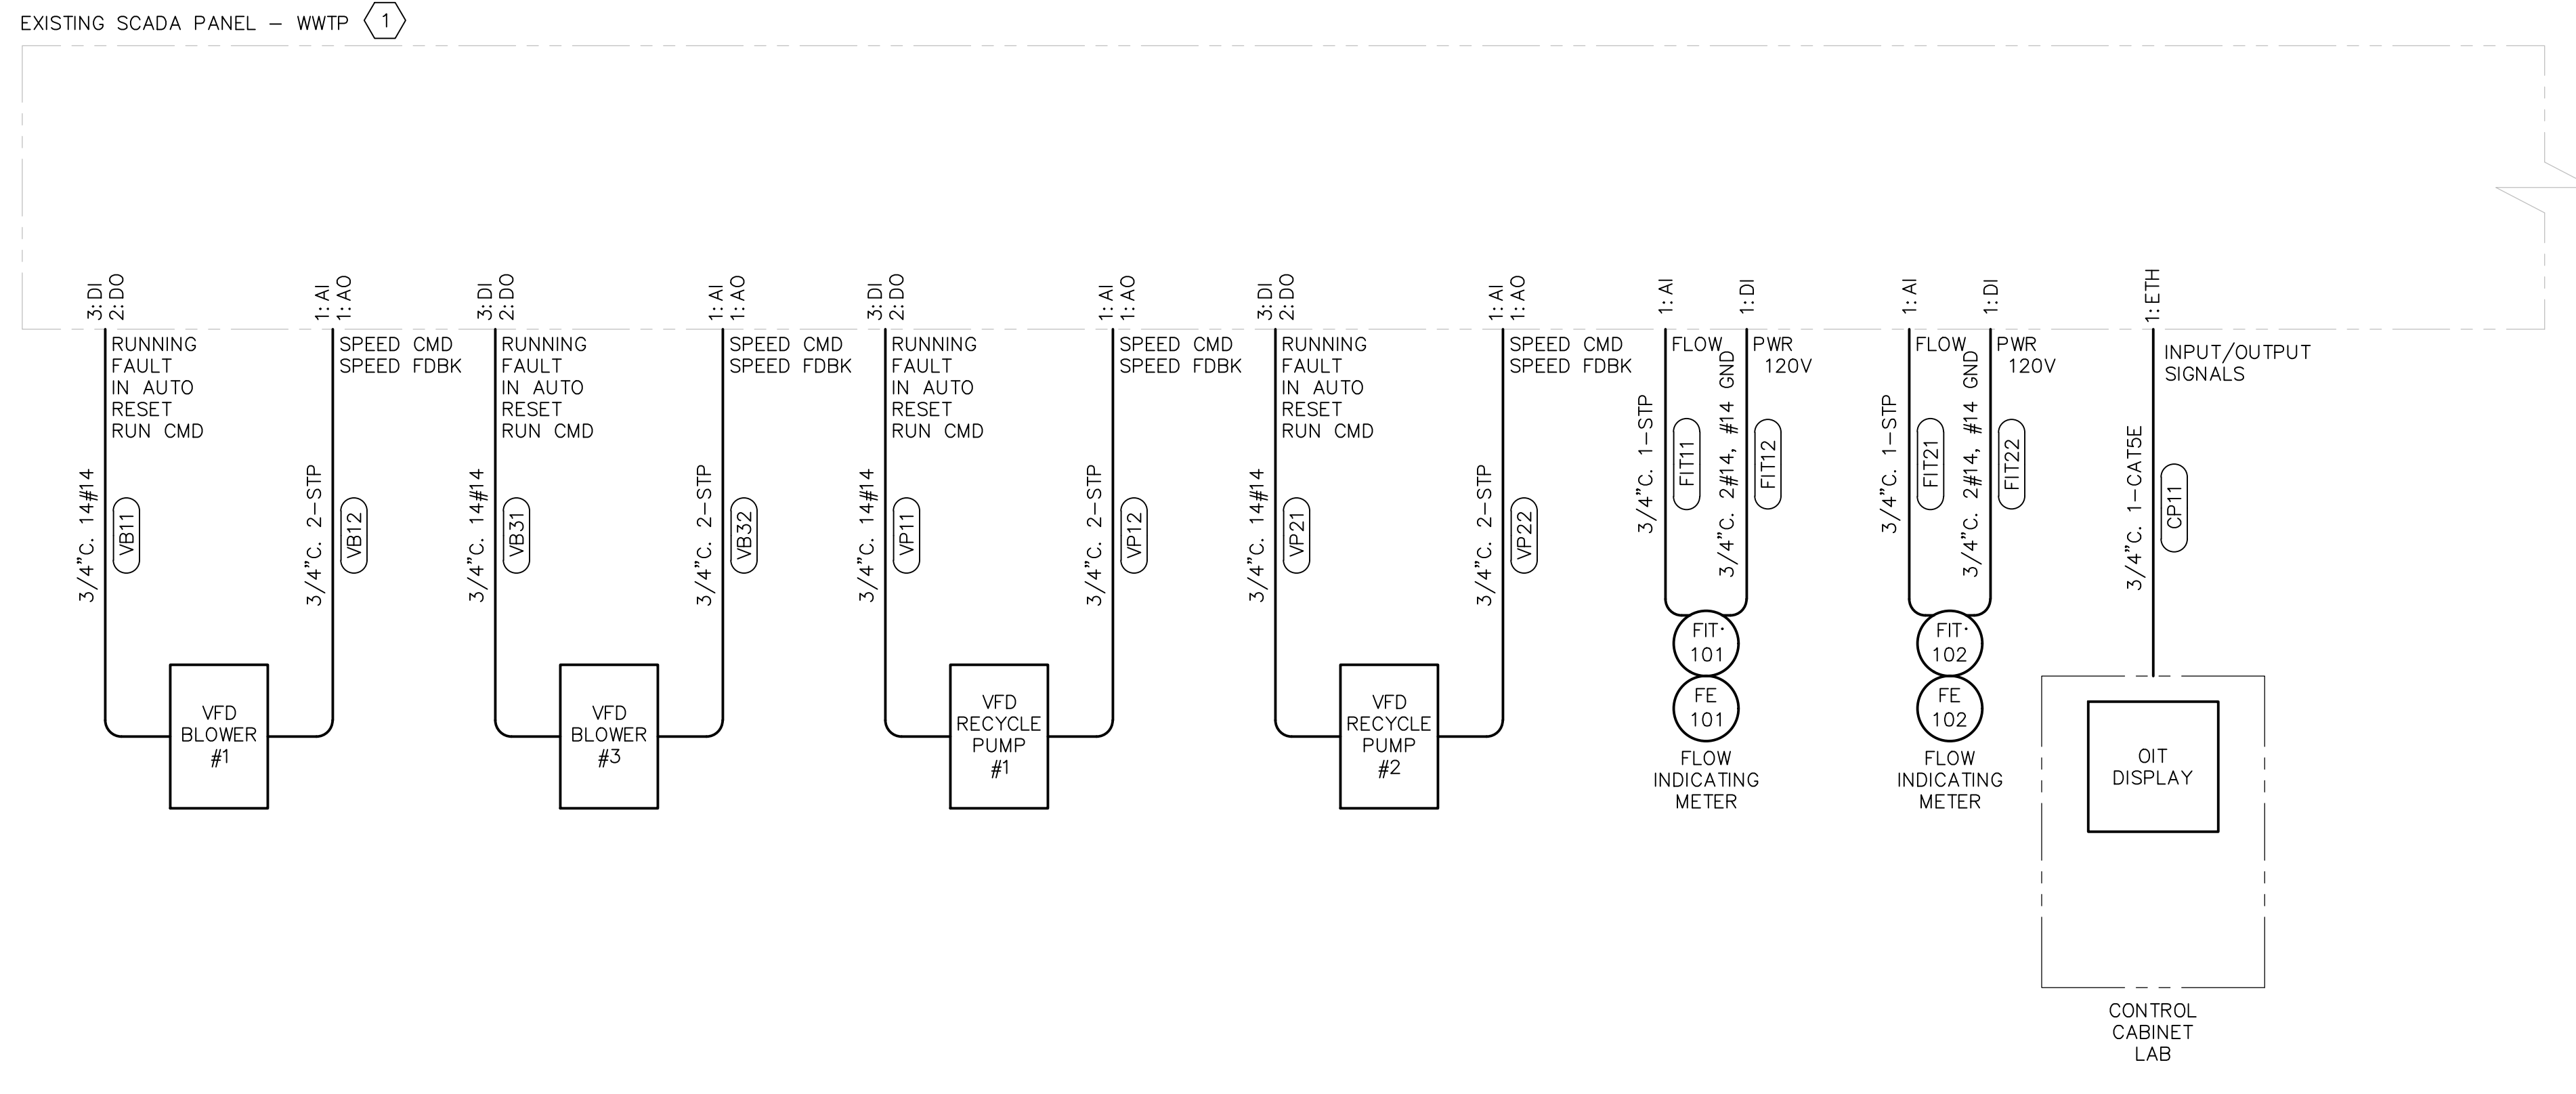 EXISTING SCADA PANEL - WWTP 1
3:DI
2:DO
RUNNING
FAULT
IN AUTO
RESET
RUN CMD
3/4"C. 14#14
VB11
1:AI
1:AO
SPEED CMD
SPEED FDBK
3/4"C. 2-STP
VB12
VFD
BLOWER
#1
3:DI
2:DO
RUNNING
FAULT
IN AUTO
RESET
RUN CMD
3/4"C. 14#14
VB31
1:AI
1:AO
SPEED CMD
SPEED FDBK
3/4"C. 2-STP
VB32
VFD
BLOWER
#3
3:DI
2:DO
RUNNING
FAULT
IN AUTO
RESET
RUN CMD
3/4"C. 14#14
VP11
1:AI
1:AO
SPEED CMD
SPEED FDBK
3/4"C. 2-STP
VP12
VFD
RECYCLE
PUMP
#1
3:DI
2:DO
RUNNING
FAULT
IN AUTO
RESET
RUN CMD
3/4"C. 14#14
VP21
1:AI
1:AO
SPEED CMD
SPEED FDBK
3/4"C. 2-STP
VP22
VFD
RECYCLE
PUMP
#2
1:AI
FLOW
3/4"C. 1-STP
FIT11
1:DI
PWR
120V
3/4"C. 2#14, #14 GND
FIT12
FIT·
101
FE
101
FLOW
INDICATING
METER
1:AI
FLOW
3/4"C. 1-STP
FIT21
1:DI
PWR
120V
3/4"C. 2#14, #14 GND
FIT22
FIT·
102
FE
102
FLOW
INDICATING
METER
1:ETH
INPUT/OUTPUT
SIGNALS
3/4"C. 1-CAT5E
CP11
OIT
DISPLAY
CONTROL
CABINET
LAB